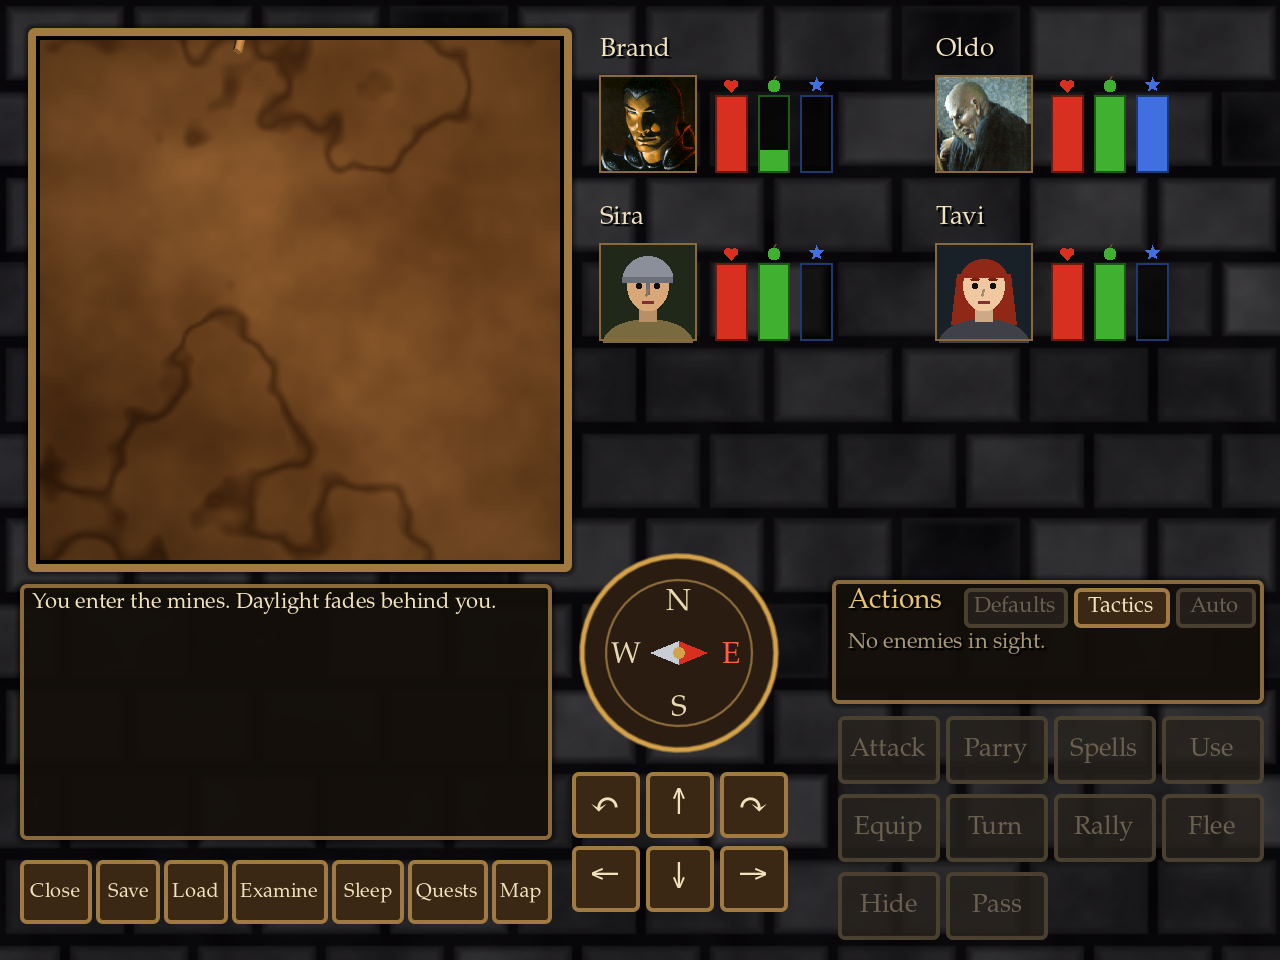 Brand
Oldo
Sira
Tavi
You enter the mines. Daylight fades behind you.
N
W
E
S
Actions
Defaults
Tactics
Auto
No enemies in sight.
Attack
Parry
Spells
Use
Equip
Turn
Rally
Flee
Hide
Pass
Close
Save
Load
Examine
Sleep
Quests
Map